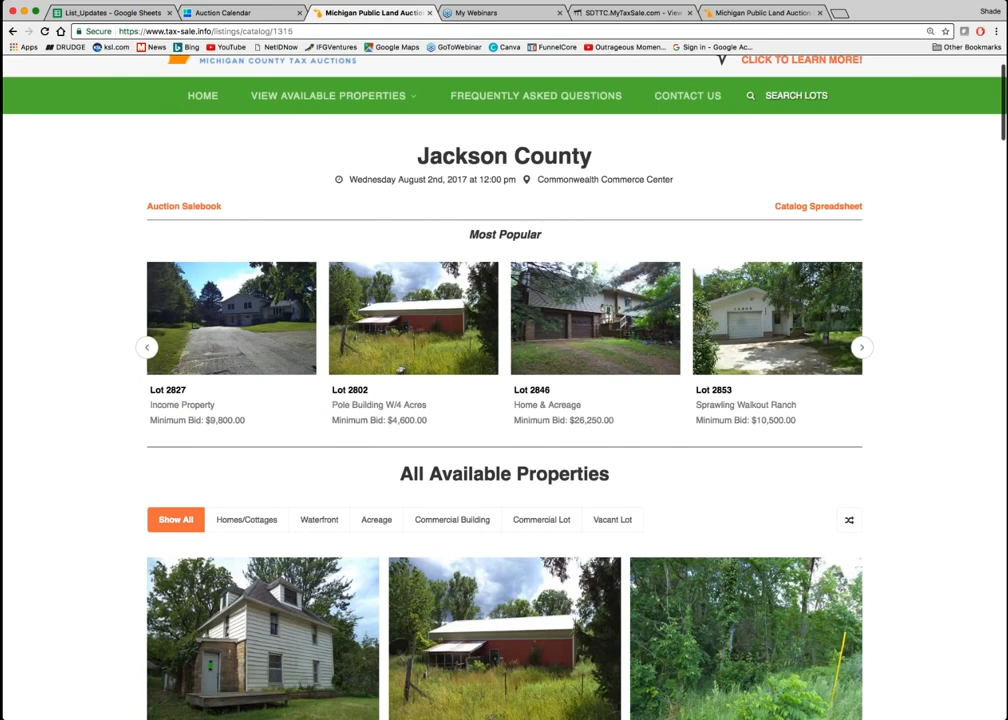 List_Updates - Google Sheets
Auction Calendar
Michigan Public Land Auctio
My Webinars
SDTTC.MyTaxSale.com - View
Michigan Public Land Auction
Shade
Secure https://www.tax-sale.info/listings/catalog/1315
Apps DRUDGE ksl.com News Bing YouTube NetIDNow IFGVentures Google Maps GoToWebinar Canva FunnelCore Outrageous Momen... Sign in - Google Ac... Other Bookmarks
MICHIGAN COUNTY TAX AUCTIONS
CLICK TO LEARN MORE!
HOME VIEW AVAILABLE PROPERTIES FREQUENTLY ASKED QUESTIONS CONTACT US SEARCH LOTS
Jackson County
Wednesday August 2nd, 2017 at 12:00 pm Commonwealth Commerce Center
Auction Salebook Catalog Spreadsheet
Most Popular
Lot 2827
Income Property
Minimum Bid: $9,800.00
Lot 2802
Pole Building W/4 Acres
Minimum Bid: $4,600.00
Lot 2846
Home & Acreage
Minimum Bid: $26,250.00
Lot 2853
Sprawling Walkout Ranch
Minimum Bid: $10,500.00
All Available Properties
Show All Homes/Cottages Waterfront Acreage Commercial Building Commercial Lot Vacant Lot